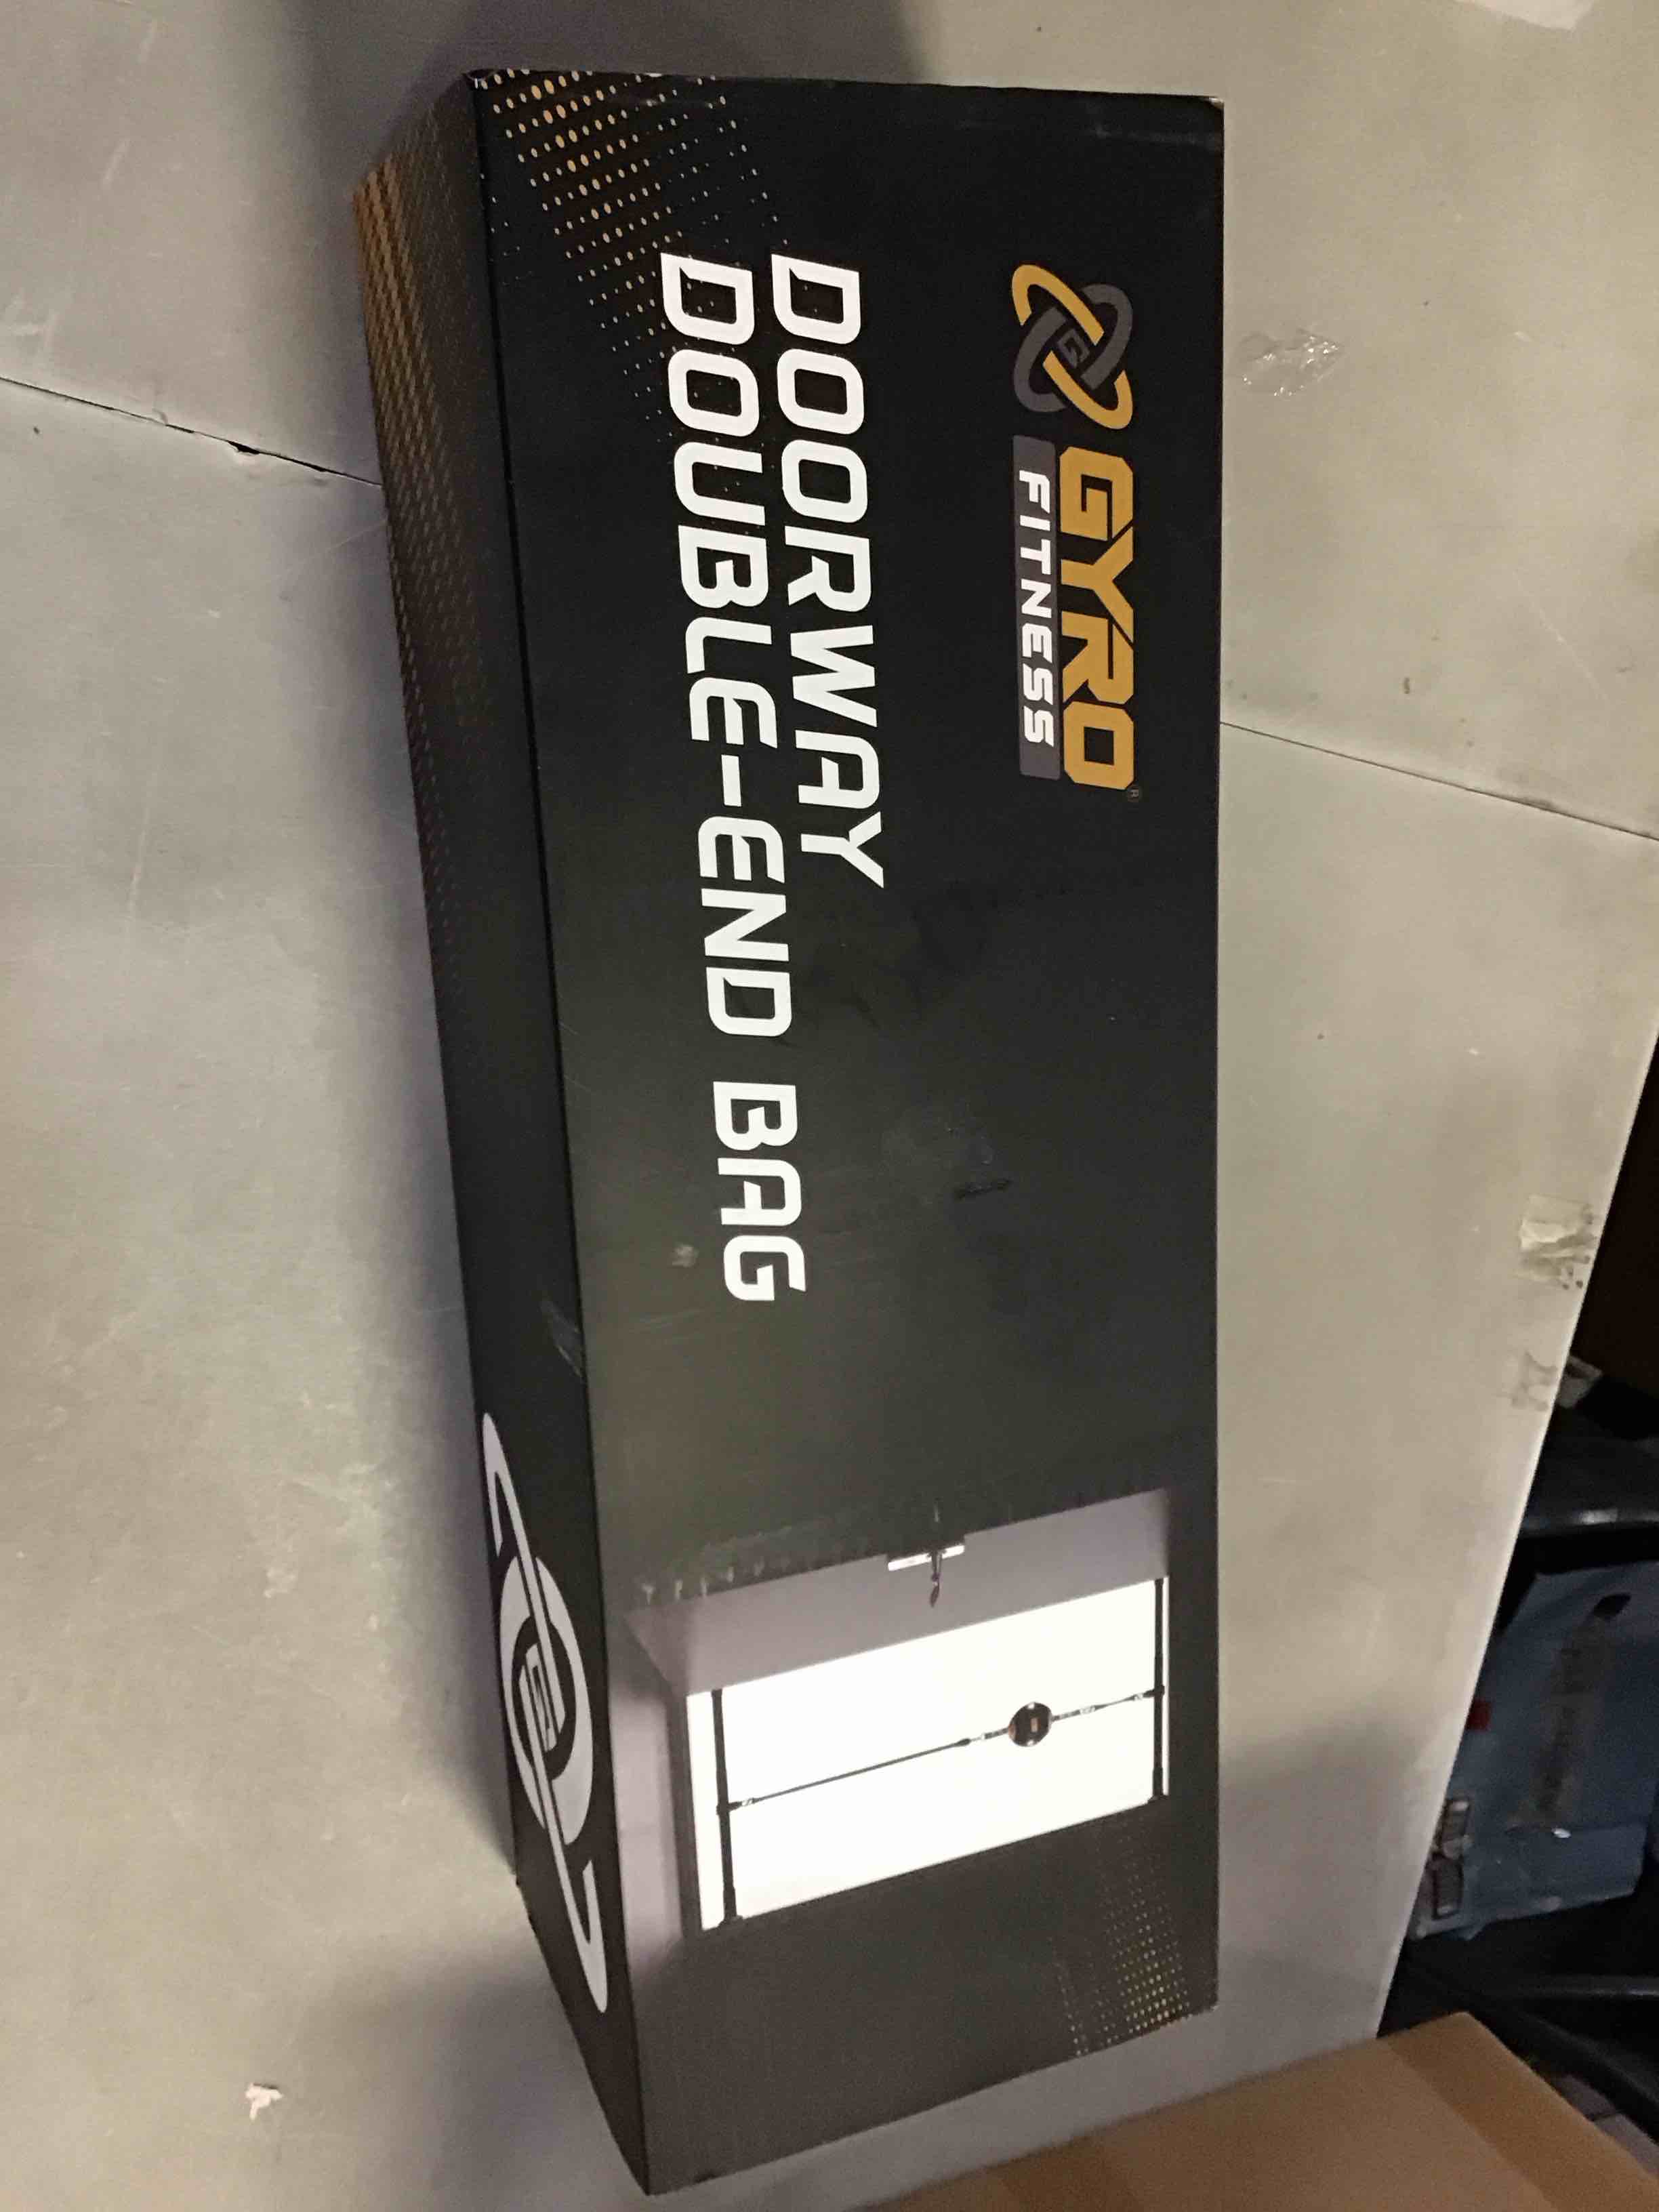 GYRO®
FITNESS
DOORWAY
DOUBLE-END BAG
G